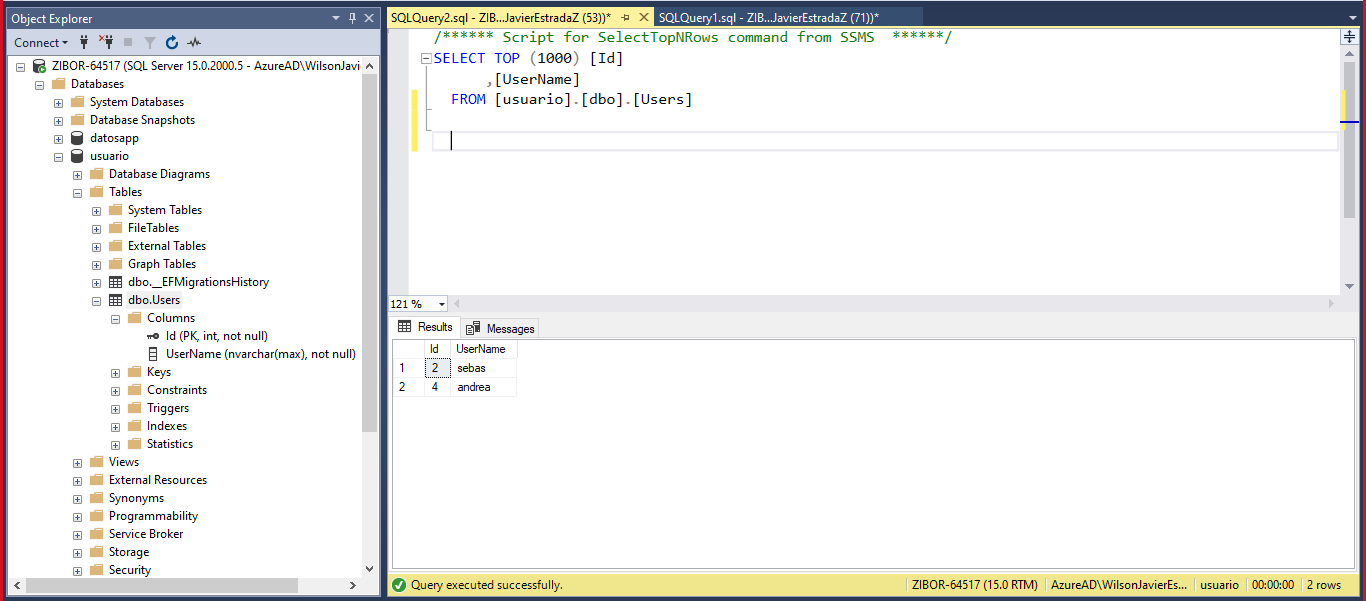 Object Explorer
Connect
ZIBOR-64517 (SQL Server 15.0.2000.5 - AzureAD\WilsonJavi
Databases
System Databases
Database Snapshots
datosapp
usuario
Database Diagrams
Tables
System Tables
FileTables
External Tables
Graph Tables
dbo.__EFMigrationsHistory
dbo.Users
Columns
Id (PK, int, not null)
UserName (nvarchar(max), not null)
Keys
Constraints
Triggers
Indexes
Statistics
Views
External Resources
Synonyms
Programmability
Service Broker
Storage
Security
SQLQuery2.sql - ZIB...JavierEstradaZ (53))* SQLQuery1.sql - ZIB...JavierEstradaZ (71))*
/****** Script for SelectTopNRows command from SSMS ******/
SELECT TOP (1000) [Id]
,[UserName]
FROM [usuario].[dbo].[Users]
121 %
Results Messages
Id UserName
1 2 sebas
2 4 andrea
Query executed successfully. ZIBOR-64517 (15.0 RTM) AzureAD\WilsonJavierEs... usuario 00:00:00 2 rows